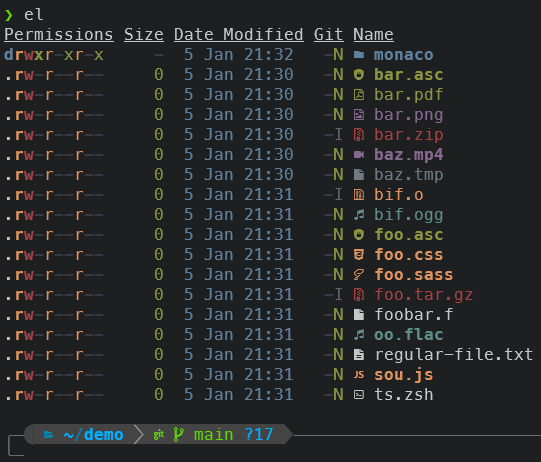 ❯ el
Permissions Size Date Modified Git Name
drwxr-xr-x - 5 Jan 21:32 -N monaco
.rw-r--r-- 0 5 Jan 21:30 -N bar.asc
.rw-r--r-- 0 5 Jan 21:30 -N bar.pdf
.rw-r--r-- 0 5 Jan 21:30 -N bar.png
.rw-r--r-- 0 5 Jan 21:30 -I bar.zip
.rw-r--r-- 0 5 Jan 21:30 -N baz.mp4
.rw-r--r-- 0 5 Jan 21:30 -N baz.tmp
.rw-r--r-- 0 5 Jan 21:31 -I bif.o
.rw-r--r-- 0 5 Jan 21:31 -N bif.ogg
.rw-r--r-- 0 5 Jan 21:31 -N foo.asc
.rw-r--r-- 0 5 Jan 21:31 -N foo.css
.rw-r--r-- 0 5 Jan 21:31 -N foo.sass
.rw-r--r-- 0 5 Jan 21:31 -I foo.tar.gz
.rw-r--r-- 0 5 Jan 21:31 -N foobar.f
.rw-r--r-- 0 5 Jan 21:31 -N oo.flac
.rw-r--r-- 0 5 Jan 21:31 -N regular-file.txt
.rw-r--r-- 0 5 Jan 21:31 -N JS sou.js
.rw-r--r-- 0 5 Jan 21:31 -N ts.zsh
~/demo git main ?17